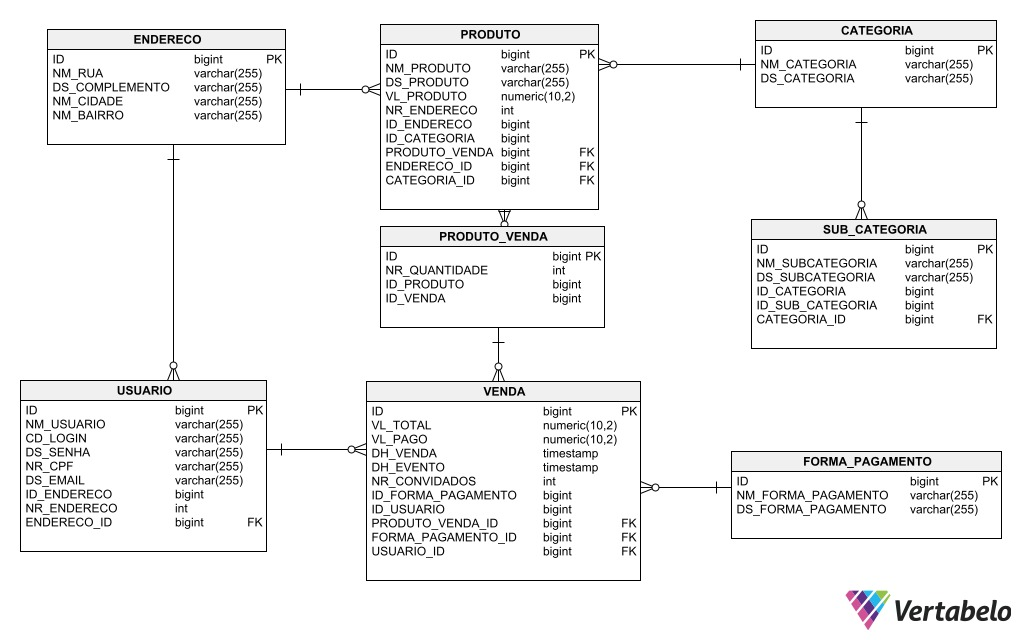 ENDERECO
ID bigint PK
NM_RUA varchar(255)
DS_COMPLEMENTO varchar(255)
NM_CIDADE varchar(255)
NM_BAIRRO varchar(255)
PRODUTO
ID bigint PK
NM_PRODUTO varchar(255)
DS_PRODUTO varchar(255)
VL_PRODUTO numeric(10,2)
NR_ENDERECO int
ID_ENDERECO bigint
ID_CATEGORIA bigint
PRODUTO_VENDA bigint FK
ENDERECO_ID bigint FK
CATEGORIA_ID bigint FK
CATEGORIA
ID bigint PK
NM_CATEGORIA varchar(255)
DS_CATEGORIA varchar(255)
PRODUTO_VENDA
ID bigint PK
NR_QUANTIDADE int
ID_PRODUTO bigint
ID_VENDA bigint
SUB_CATEGORIA
ID bigint PK
NM_SUBCATEGORIA varchar(255)
DS_SUBCATEGORIA varchar(255)
ID_CATEGORIA bigint
ID_SUB_CATEGORIA bigint
CATEGORIA_ID bigint FK
USUARIO
ID bigint PK
NM_USUARIO varchar(255)
CD_LOGIN varchar(255)
DS_SENHA varchar(255)
NR_CPF varchar(255)
DS_EMAIL varchar(255)
ID_ENDERECO bigint
NR_ENDERECO int
ENDERECO_ID bigint FK
VENDA
ID bigint PK
VL_TOTAL numeric(10,2)
VL_PAGO numeric(10,2)
DH_VENDA timestamp
DH_EVENTO timestamp
NR_CONVIDADOS int
ID_FORMA_PAGAMENTO bigint
ID_USUARIO bigint
PRODUTO_VENDA_ID bigint FK
FORMA_PAGAMENTO_ID bigint FK
USUARIO_ID bigint FK
FORMA_PAGAMENTO
ID bigint PK
NM_FORMA_PAGAMENTO varchar(255)
DS_FORMA_PAGAMENTO varchar(255)
Vertabelo